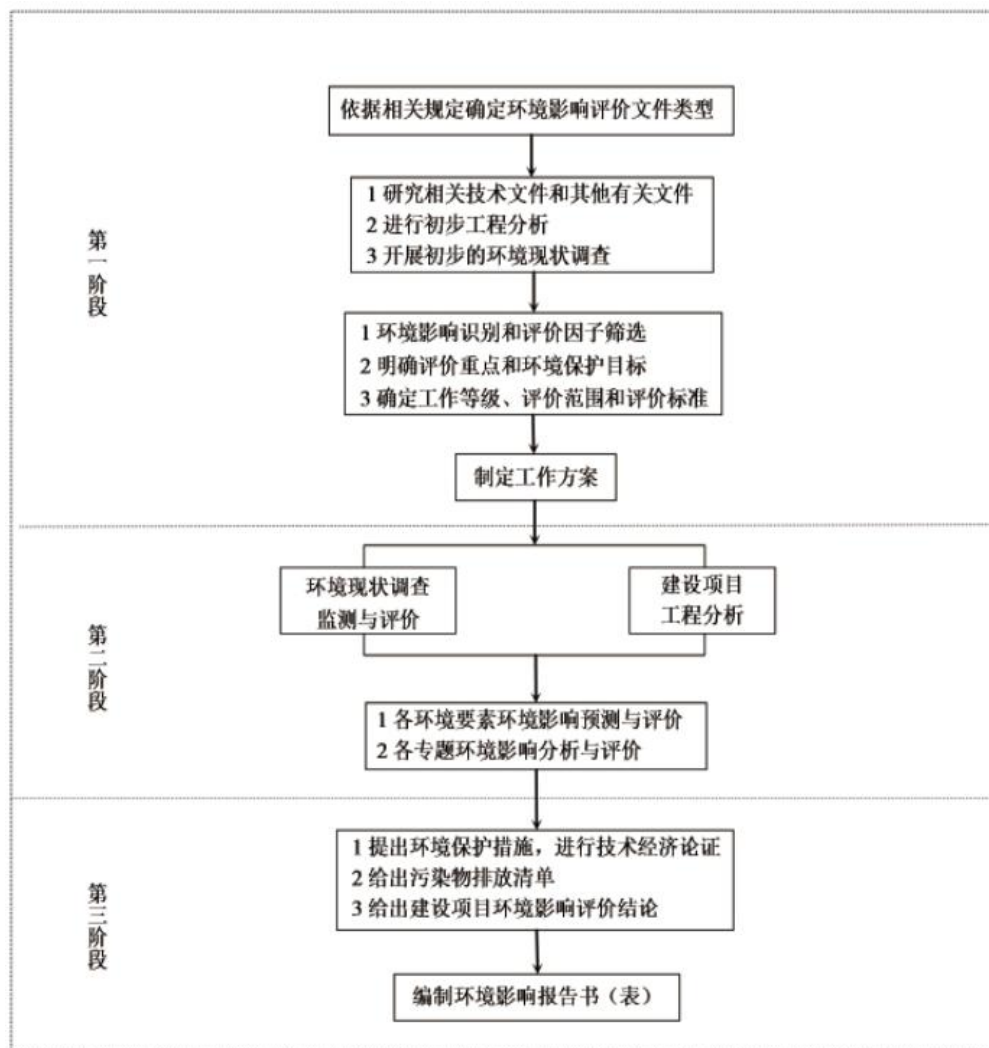 依据相关规定确定环境影响评价文件类型
1 研究相关技术文件和其他有关文件
2 进行初步工程分析
3 开展初步的环境现状调查
第一阶段
1 环境影响识别和评价因子筛选
2 明确评价重点和环境保护目标
3 确定工作等级、评价范围和评价标准
制定工作方案
环境现状调查
监测与评价
建设项目
工程分析
第二阶段
1 各环境要素环境影响预测与评价
2 各专题环境影响分析与评价
1 提出环境保护措施，进行技术经济论证
2 给出污染物排放清单
3 给出建设项目环境影响评价结论
第三阶段
编制环境影响报告书（表）